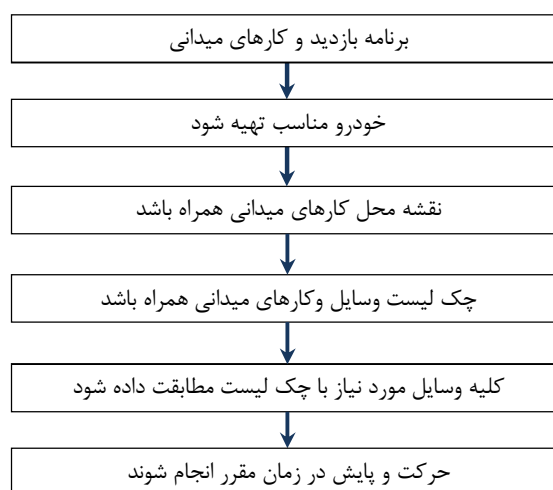 برنامه بازدید و کارهای میدانی
خودرو مناسب تهیه شود
نقشه محل کارهای میدانی همراه باشد
چک لیست وسایل وکارهای میدانی همراه باشد
کلیه وسایل مورد نیاز با چک لیست مطابقت داده شود
حرکت و پایش در زمان مقرر انجام شوند